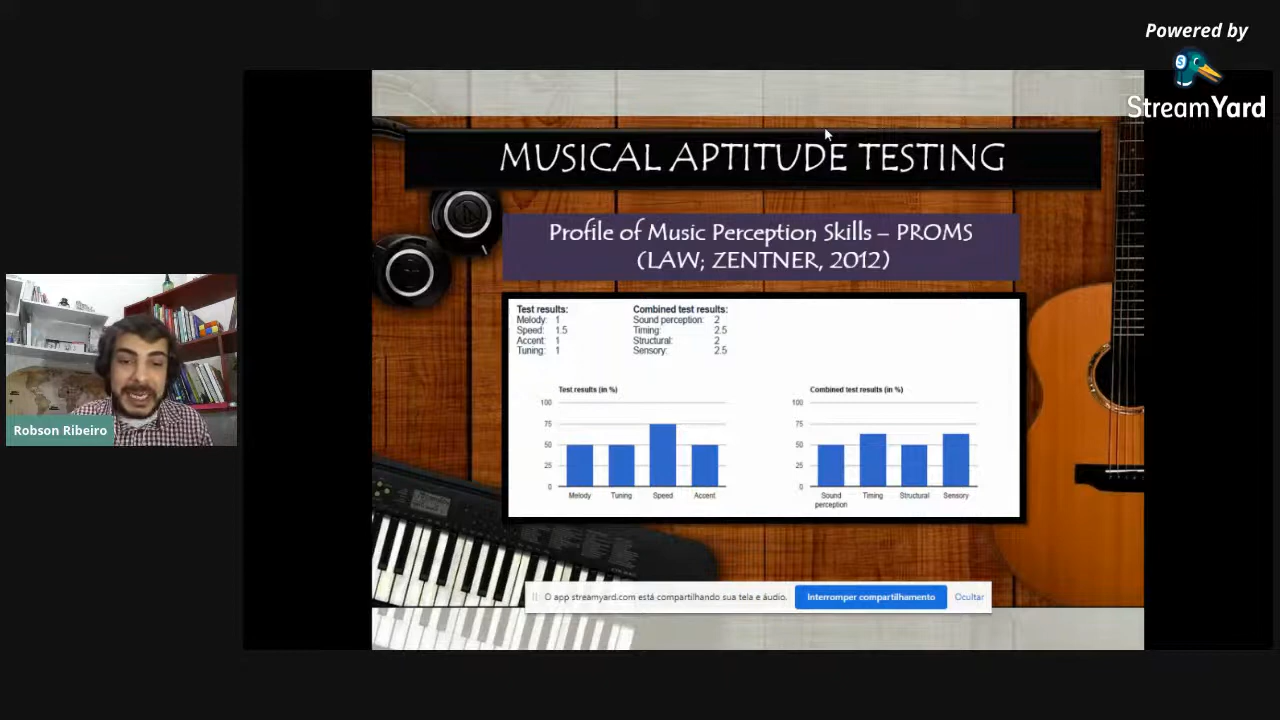 Powered by
StreamYard
MUSICAL APTITUDE TESTING
Profile of Music Perception Skills – PROMS
(LAW; ZENTNER, 2012)
Test results:
Melody: 1
Speed: 1.5
Accent: 1
Tuning: 1
Combined test results:
Sound perception: 2
Timing: 2.5
Structural: 2
Sensory: 2.5
Test results (in %)
100
75
50
25
0
Melody Tuning Speed Accent
Combined test results (in %)
100
75
50
25
0
Sound perception Timing Structural Sensory
Robson Ribeiro
O app streamyard.com está compartilhando sua tela e áudio. Interromper compartilhamento Ocultar